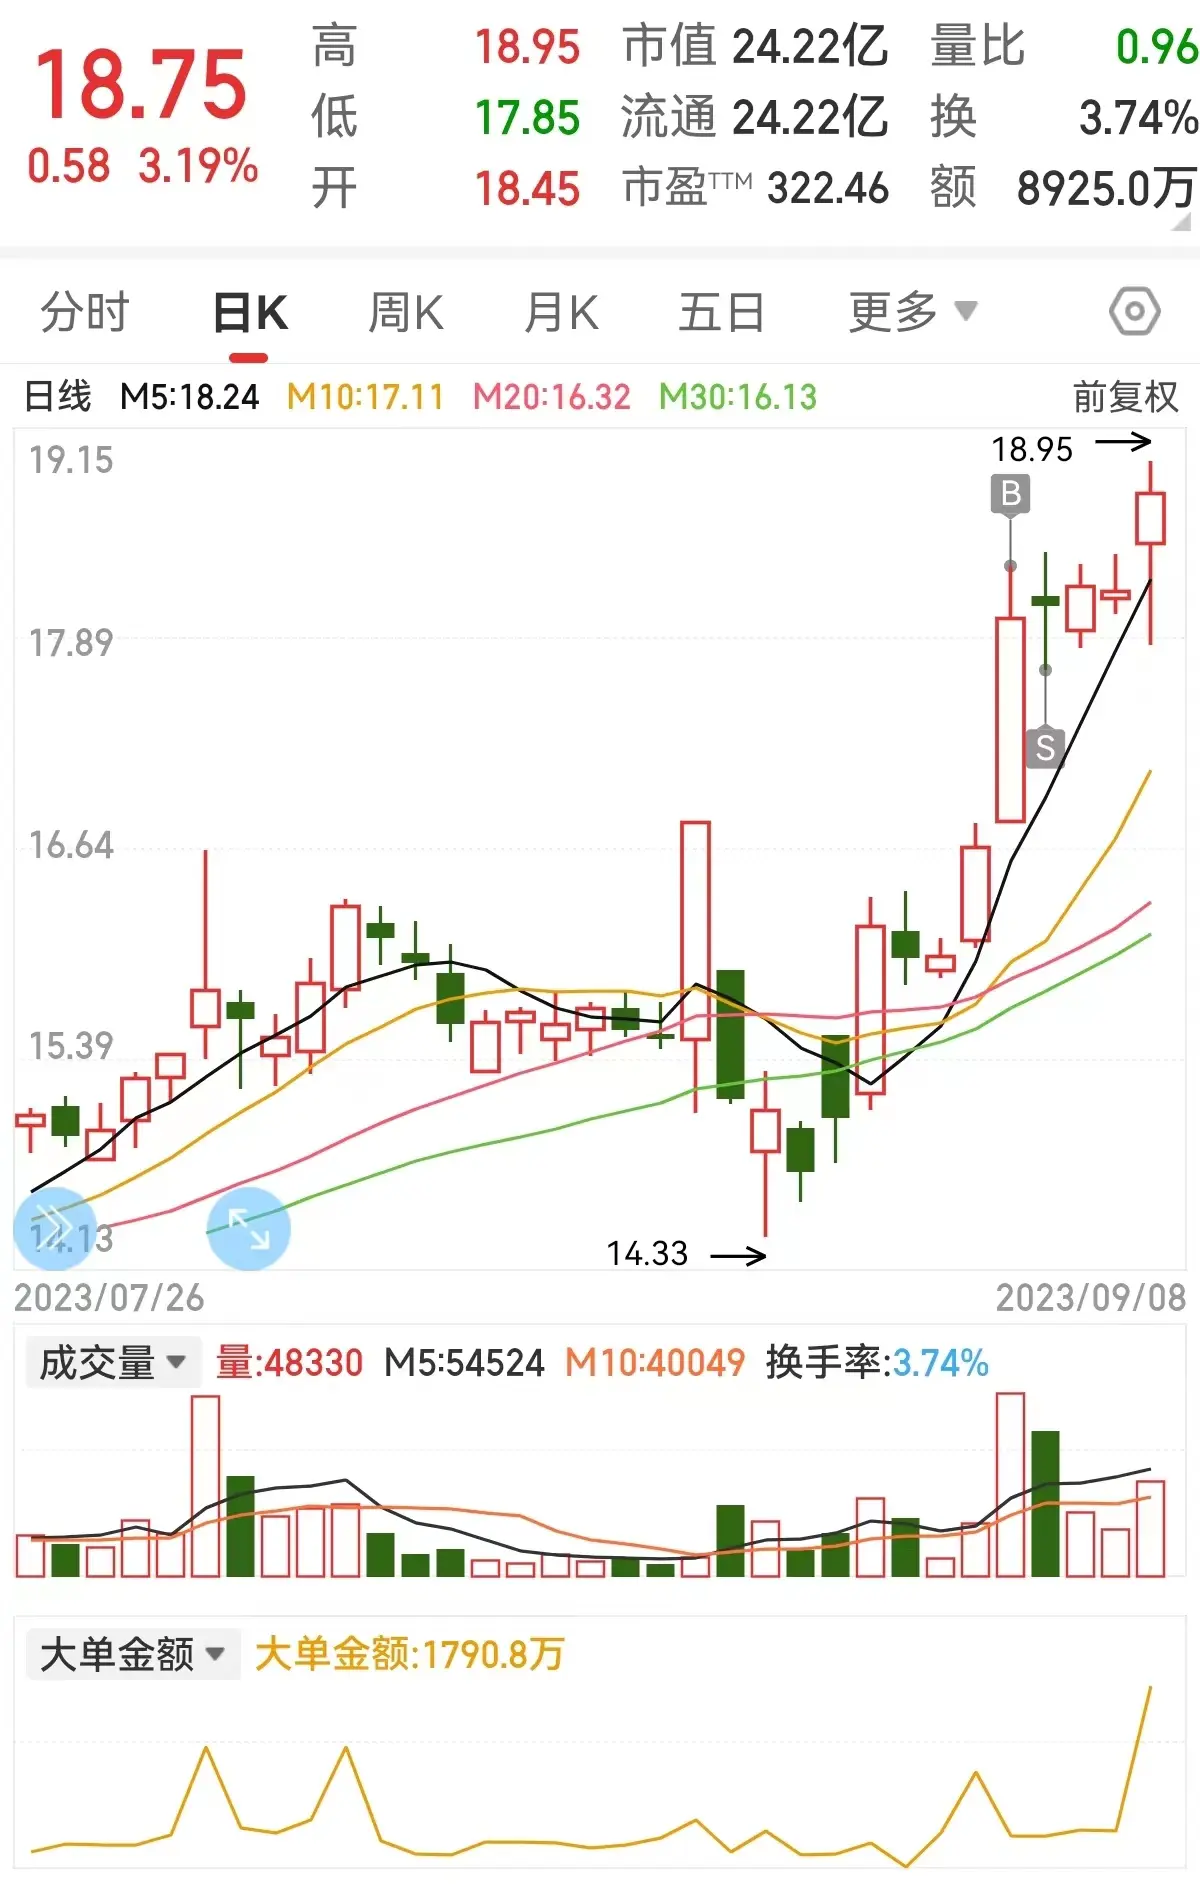 18.75
0.58 3.19%
高 18.95 市值 24.22亿 量比 0.96
低 17.85 流通 24.22亿 换 3.74%
开 18.45 市盈TTM 322.46 额 8925.0万
分时 日K 周K 月K 五日 更多
日线 M5:18.24 M10:17.11 M20:16.32 M30:16.13 前复权
19.15
18.95
B
17.89
S
16.64
15.39
14.13
14.33
2023/07/26 2023/09/08
成交量 量:48330 M5:54524 M10:40049 换手率:3.74%
大单金额 大单金额:1790.8万